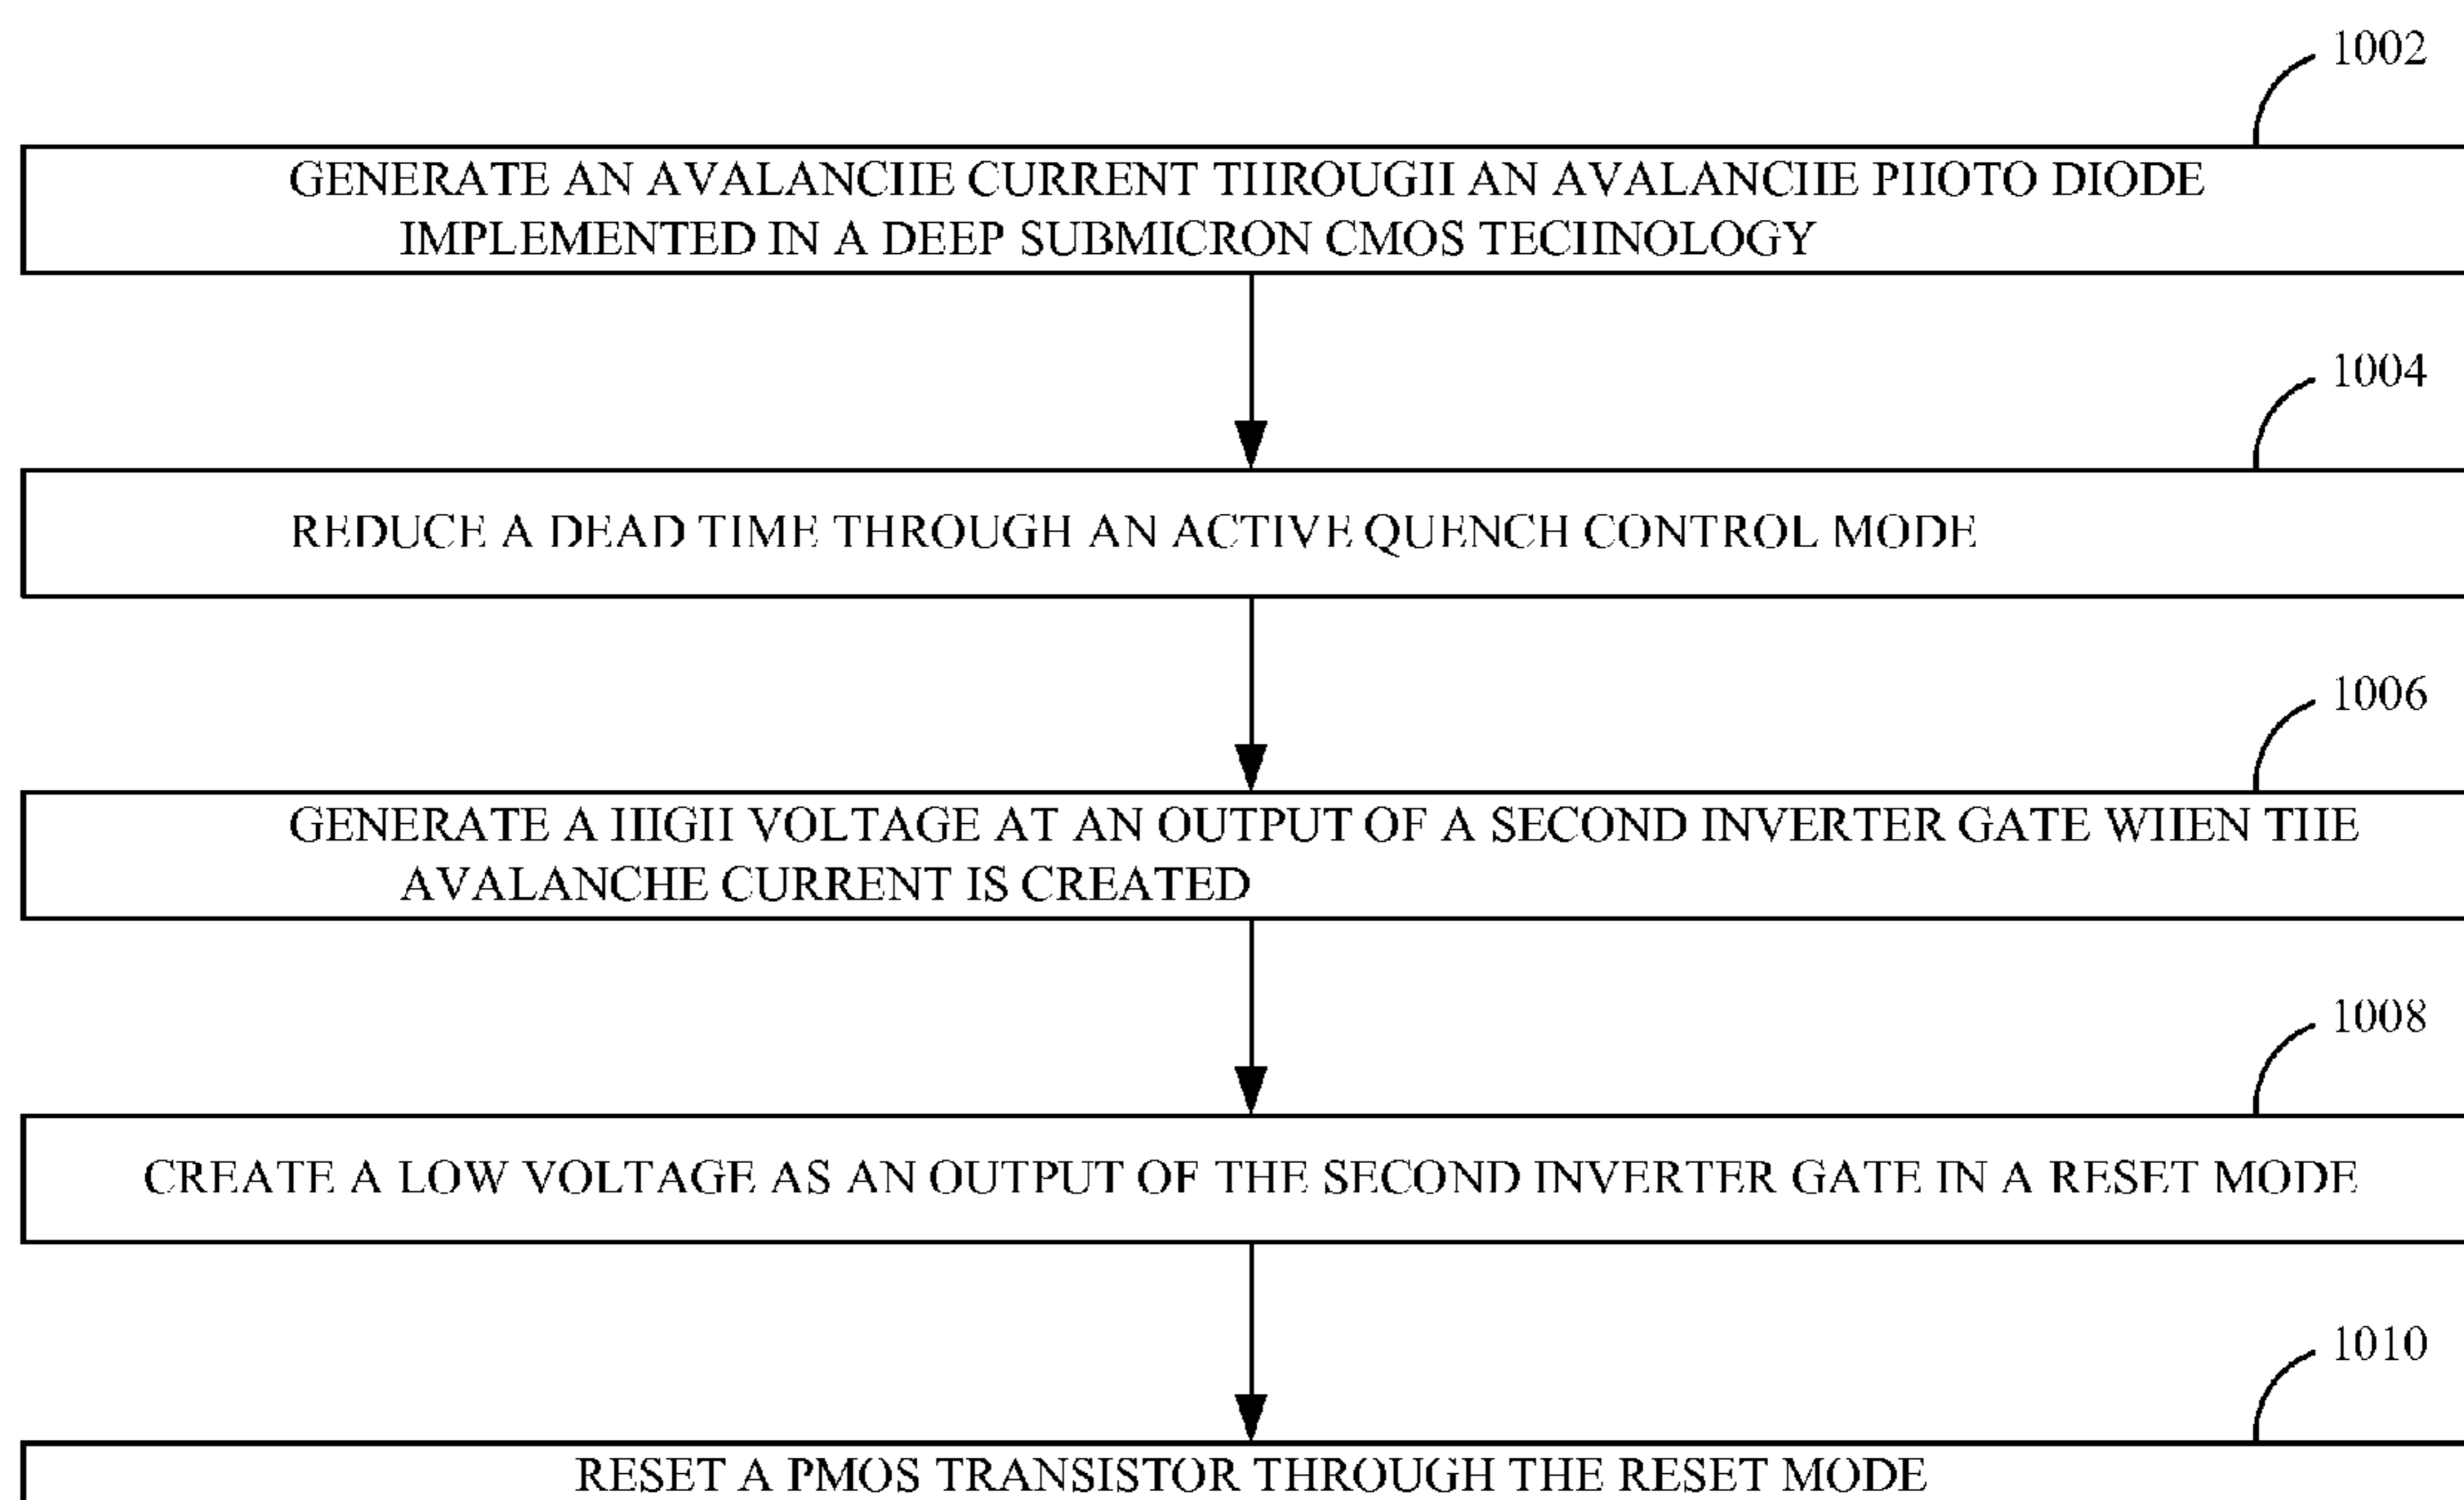 1002
GENERATE AN AVALANCHE CURRENT THROUGH AN AVALANCHE PHOTO DIODE
IMPLEMENTED IN A DEEP SUBMICRON CMOS TECHNOLOGY
1004
REDUCE A DEAD TIME THROUGH AN ACTIVE QUENCH CONTROL MODE
1006
GENERATE A HIGH VOLTAGE AT AN OUTPUT OF A SECOND INVERTER GATE WHEN THE
AVALANCHE CURRENT IS CREATED
1008
CREATE A LOW VOLTAGE AS AN OUTPUT OF THE SECOND INVERTER GATE IN A RESET MODE
1010
RESET A PMOS TRANSISTOR THROUGH THE RESET MODE